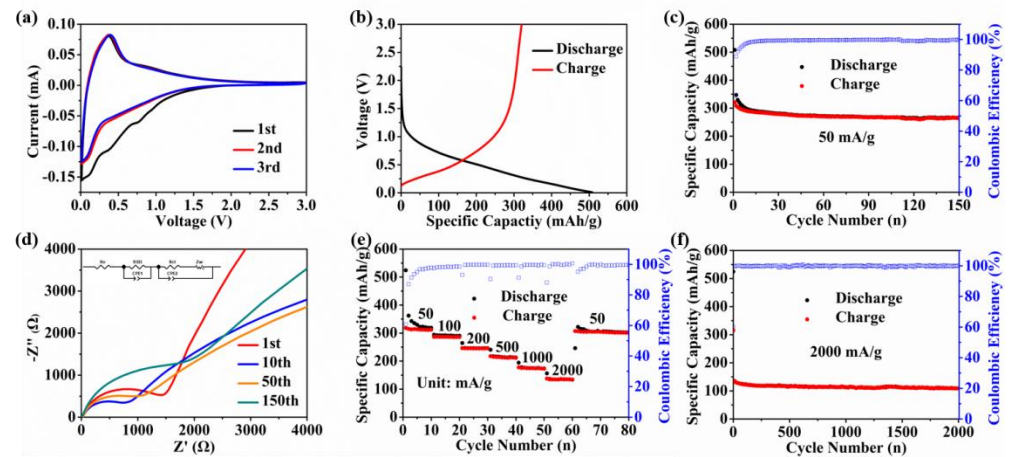 (a)
0.10
0.05
0.00
-0.05
-0.10
-0.15
Current (mA)
1st
2nd
3rd
0.0 0.5 1.0 1.5 2.0 2.5 3.0
Voltage (V)
(b)
3.0
2.4
1.8
1.2
0.6
0.0
Voltage (V)
Discharge
Charge
0 100 200 300 400 500 600
Specific Capactiy (mAh/g)
(c)
600
500
400
300
200
100
0
Specific Capacity (mAh/g)
Discharge
Charge
50 mA/g
100
90
80
70
60
50
40
30
20
10
0
Coulombic Efficiency (%)
0 30 60 90 120 150
Cycle Number (n)
(d)
4000
3000
2000
1000
0
-Z'' (Ω)
1st
10th
50th
150th
0 1000 2000 3000 4000
Z' (Ω)
(e)
600
500
400
300
200
100
0
Specific Capacity (mAh/g)
Discharge
Charge
50
100
200
500
1000
2000
50
Unit: mA/g
100
80
60
40
20
0
Coulombic Efficiency (%)
0 10 20 30 40 50 60 70 80
Cycle Number (n)
(f)
600
500
400
300
200
100
0
Specific Capacity (mAh/g)
Discharge
Charge
2000 mA/g
100
80
60
40
20
0
Coulombic Efficiency (%)
0 500 1000 1500 2000
Cycle Number (n)